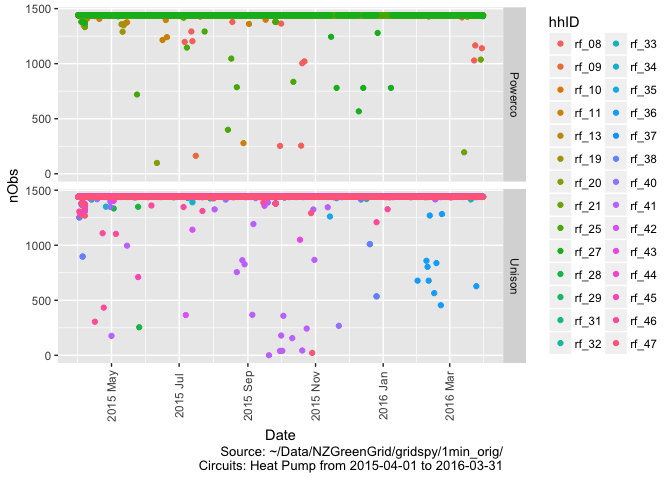 1500
1000
500
0
Powerco
1500
1000
500
0
Unison
nObs
2015 May
2015 Jul
2015 Sep
2015 Nov
2016 Jan
2016 Mar
Date
Source: ~/Data/NZGreenGrid/gridspy/1min_orig/
Circuits: Heat Pump from 2015-04-01 to 2016-03-31
hhID
rf_08
rf_09
rf_10
rf_11
rf_13
rf_19
rf_20
rf_21
rf_25
rf_27
rf_28
rf_29
rf_31
rf_32
rf_33
rf_34
rf_35
rf_36
rf_37
rf_38
rf_40
rf_41
rf_42
rf_43
rf_44
rf_45
rf_46
rf_47